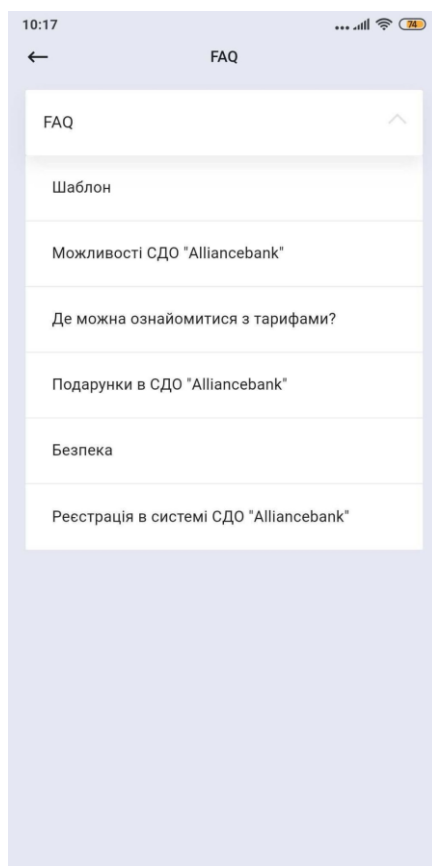 10:17
74
FAQ
FAQ
Шаблон
Можливості СДО "Alliancebank"
Де можна ознайомитися з тарифами?
Подарунки в СДО "Alliancebank"
Безпека
Реєстрація в системі СДО "Alliancebank"